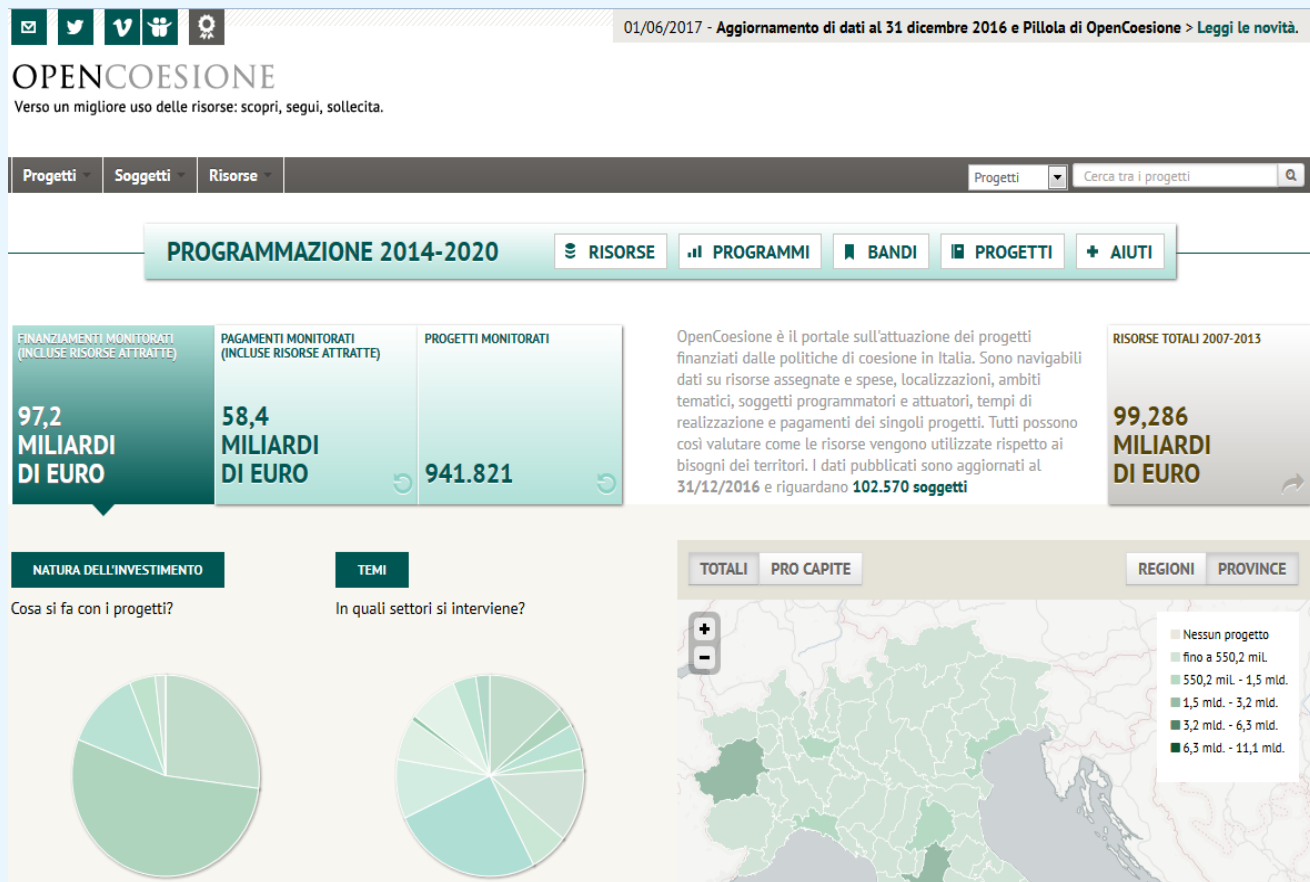 01/06/2017 - Aggiornamento di dati al 31 dicembre 2016 e Pillola di OpenCoesione > Leggi le novità.
OPENCOESIONE
Verso un migliore uso delle risorse: scopri, segui, sollecita.
Progetti
Soggetti
Risorse
Progetti
Cerca tra i progetti
PROGRAMMAZIONE 2014-2020
RISORSE
PROGRAMMI
BANDI
PROGETTI
AIUTI
FINANZIAMENTI MONITORATI
(INCLUSE RISORSE ATTRATTE)
97,2
MILIARDI
DI EURO
PAGAMENTI MONITORATI
(INCLUSE RISORSE ATTRATTE)
58,4
MILIARDI
DI EURO
PROGETTI MONITORATI
941.821
OpenCoesione è il portale sull'attuazione dei progetti
finanziati dalle politiche di coesione in Italia. Sono navigabili
dati su risorse assegnate e spese, localizzazioni, ambiti
tematici, soggetti programmatori e attuatori, tempi di
realizzazione e pagamenti dei singoli progetti. Tutti possono
così valutare come le risorse vengono utilizzate rispetto ai
bisogni dei territori. I dati pubblicati sono aggiornati al
31/12/2016 e riguardano 102.570 soggetti
RISORSE TOTALI 2007-2013
99,286
MILIARDI
DI EURO
NATURA DELL'INVESTIMENTO
Cosa si fa con i progetti?
TEMI
In quali settori si interviene?
TOTALI
PRO CAPITE
REGIONI
PROVINCE
+
-
Nessun progetto
fino a 550,2 mil.
550,2 mil. - 1,5 mld.
1,5 mld. - 3,2 mld.
3,2 mld. - 6,3 mld.
6,3 mld. - 11,1 mld.